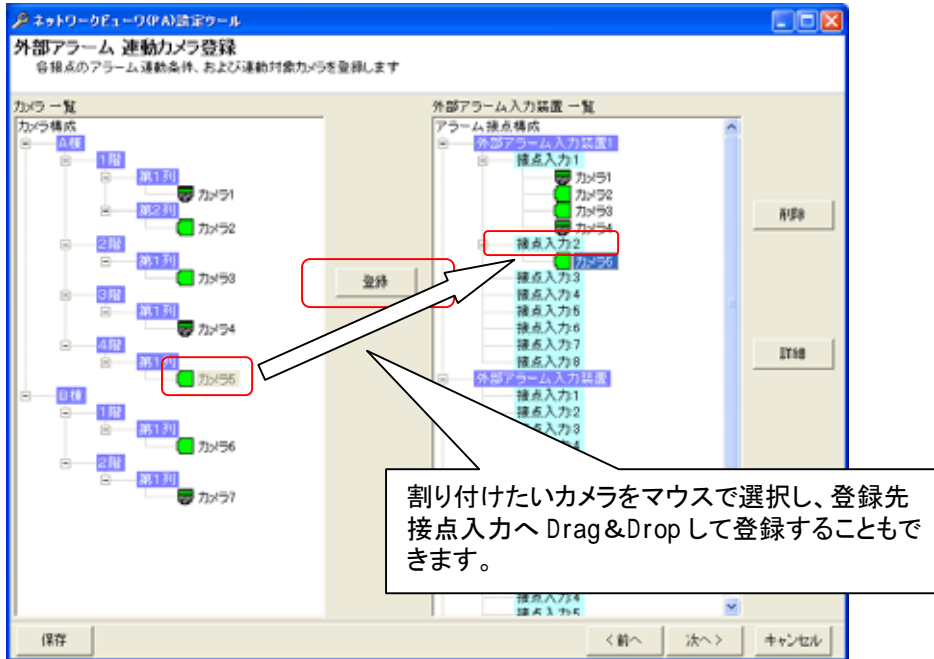 ネットワークビューワ(PA)設定ツール
外部アラーム 連動カメラ登録
各接点のアラーム連動条件、および連動対象カメラを登録します
カメラ 一覧
カメラ構成
A棟
1階
第1列
カメラ1
第2列
カメラ2
2階
第1列
カメラ3
3階
第1列
カメラ4
4階
第1列
カメラ5
B棟
1階
第1列
カメラ6
2階
第1列
カメラ7
登録
外部アラーム入力装置 一覧
アラーム接点構成
外部アラーム入力装置1
接点入力:1
カメラ1
カメラ2
カメラ3
カメラ4
接点入力:2
カメラ5
接点入力:3
接点入力:4
接点入力:5
接点入力:6
接点入力:7
接点入力:8
外部アラーム入力装置
接点入力:1
接点入力:2
接点入力:3
削除
詳細
割り付けたいカメラをマウスで選択し、登録先
接点入力へ Drag&Drop して登録することもで
きます。
接点入力:4
接点入力:5
保存
<前へ
次へ>
キャンセル